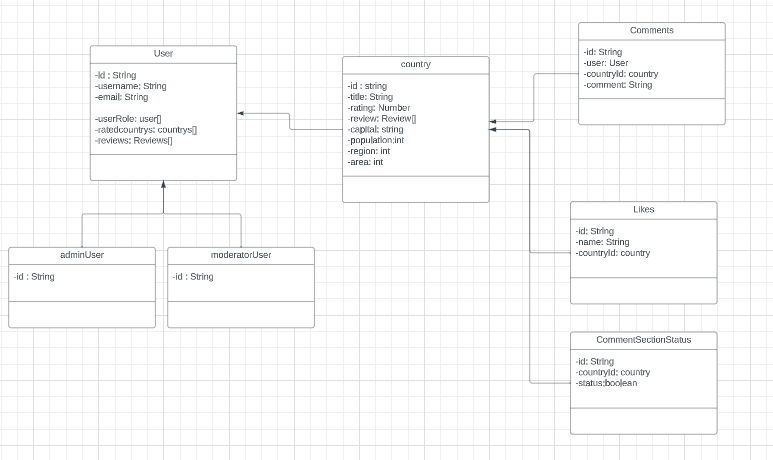 User
-id : String
-username; String
-email: String
-userRole: user[]
-ratedcountrys: countrys[]
-reviews: Reviews[]
adminUser
-id : String
moderatorUser
-id : String
country
-id : string
-title: String
-rating: Number
-review: Review[]
-capital: string
-population;int
-region: int
-area: int
Comments
-id: String
-user: User
-countryId: country
-comment: String
Likes
-id; String
-name: String
-countryId: country
CommentSectionStatus
-id: String
-countryId; country
-status;boolean